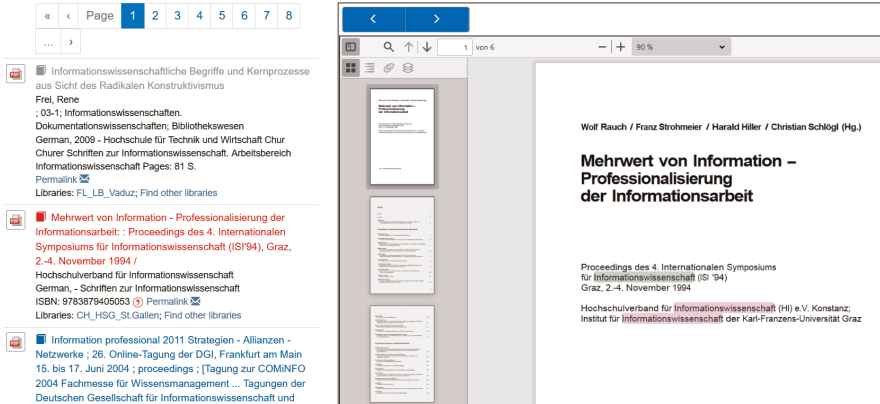 « ‹ Page 1 2 3 4 5 6 7 8
... ›
Informationswissenschaftliche Begriffe und Kernprozesse
aus Sicht des Radikalen Konstruktivismus
Frei, Rene
; 03-1; Informationswissenschaften.
Dokumentationswissenschaften; Bibliothekswesen
German, 2009 - Hochschule für Technik und Wirtschaft Chur
Churer Schriften zur Informationswissenschaft. Arbeitsbereich
Informationswissenschaft Pages: 81 S.
Permalink
Libraries: FL_LB_Vaduz; Find other libraries
Mehrwert von Information - Professionalisierung der
Informationsarbeit: : Proceedings des 4. Internationalen
Symposiums für Informationswissenschaft (ISI'94), Graz,
2.-4. November 1994 /
Hochschulverband für Informationswissenschaft
German, - Schriften zur Informationswissenschaft
ISBN: 9783879405053 Permalink
Libraries: CH_HSG_St.Gallen; Find other libraries
Information professional 2011 Strategien - Allianzen -
Netzwerke ; 26. Online-Tagung der DGI, Frankfurt am Main
15. bis 17. Juni 2004 ; proceedings ; [Tagung zur COMiNFO
2004 Fachmesse für Wissensmanagement ... Tagungen der
Deutschen Gesellschaft für Informationswissenschaft und
‹ ›
1 von 6
90 %
Mehrwert von Information –
Professionalisierung
der Informationsarbeit
Wolf Rauch / Franz Strohmeier / Harald Hiller / Christian Schlögl (Hg.)
Mehrwert von Information –
Professionalisierung
der Informationsarbeit
Proceedings des 4. Internationalen Symposiums
für Informationswissenschaft (ISI '94)
Graz, 2.-4. November 1994
Hochschulverband für Informationswissenschaft (HI) e.V. Konstanz;
Institut für Informationswissenschaft der Karl-Franzens-Universität Graz